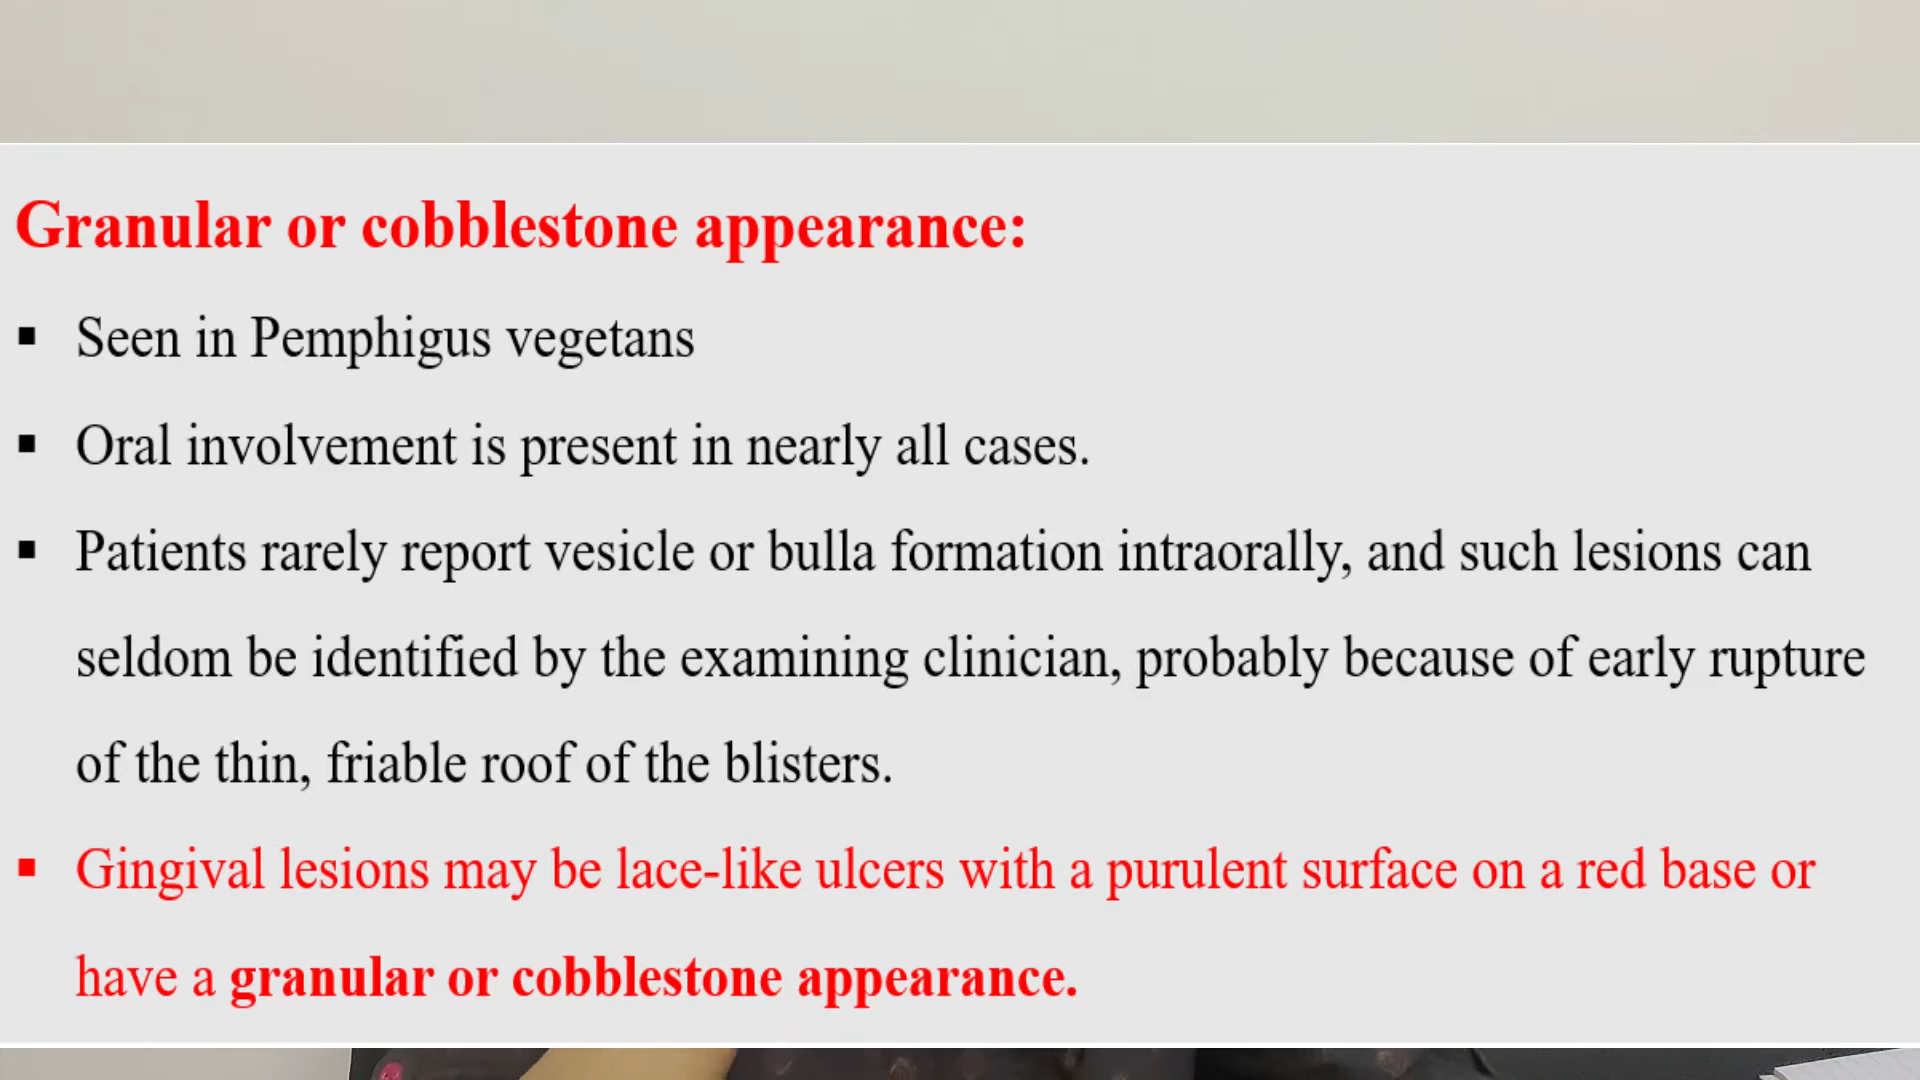 Granular or cobblestone appearance:
▪ Seen in Pemphigus vegetans
▪ Oral involvement is present in nearly all cases.
▪ Patients rarely report vesicle or bulla formation intraorally, and such lesions can
seldom be identified by the examining clinician, probably because of early rupture
of the thin, friable roof of the blisters.
▪ Gingival lesions may be lace-like ulcers with a purulent surface on a red base or
have a granular or cobblestone appearance.